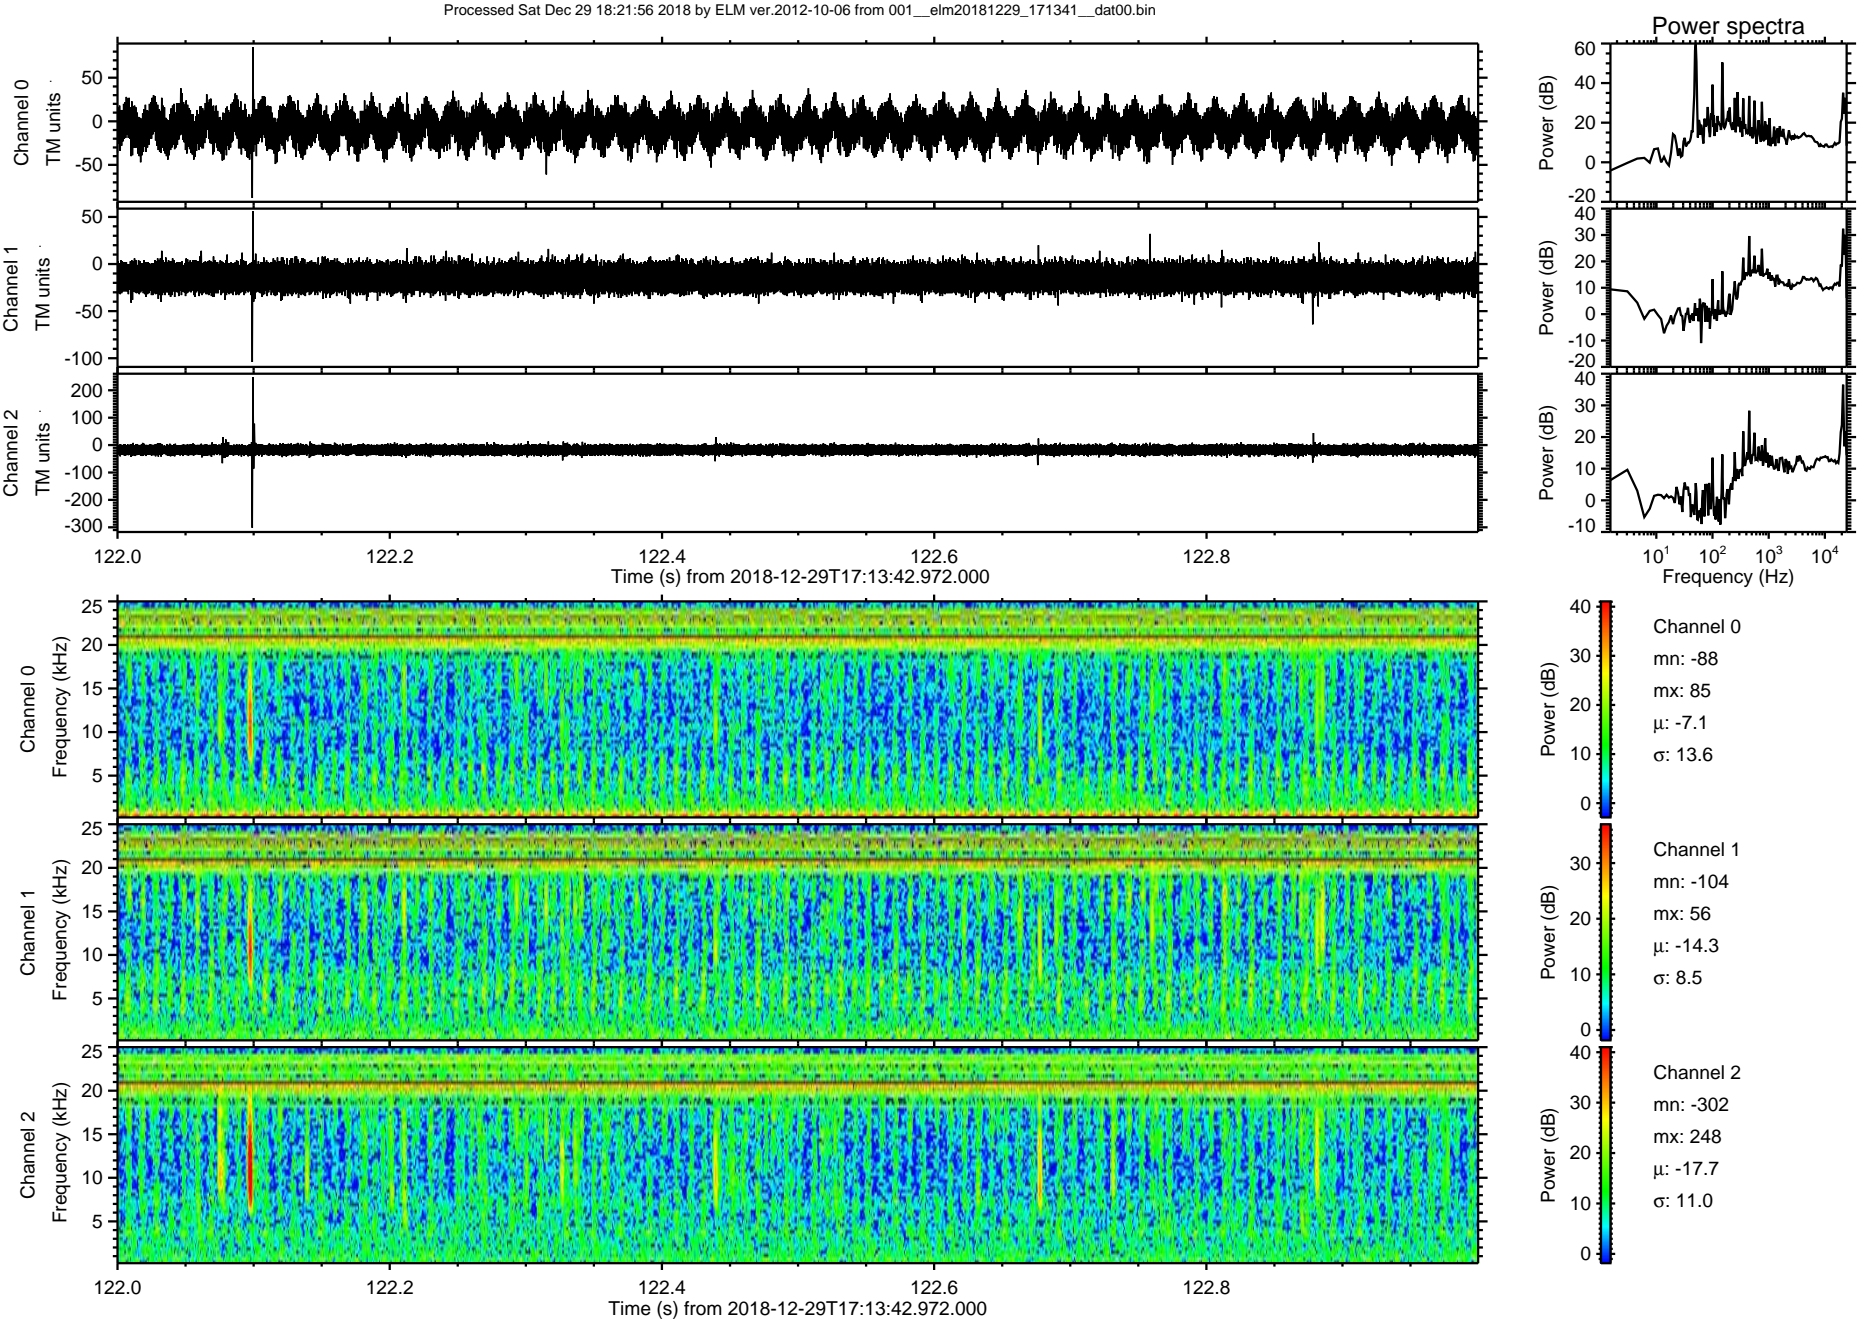 Processed Sat Dec 29 18:21:56 2018 by ELM ver.2012-10-06 from 001__elm20181229_171341__dat00.bin
Power spectra
Channel 0
TM units
50
0
-50
Power (dB)
60
40
20
0
-20
Channel 1
TM units
50
0
-50
-100
Power (dB)
40
30
20
10
0
-10
-20
Channel 2
TM units
200
100
0
-100
-200
-300
Power (dB)
40
30
20
10
0
-10
122.0 122.2 122.4 122.6 122.8
Time (s) from 2018-12-29T17:13:42.972.000
10¹ 10² 10³ 10⁴
Frequency (Hz)
Channel 0
Frequency (kHz)
25
20
15
10
5
Power (dB)
40
30
20
10
0
Channel 0
mn: -88
mx: 85
μ: -7.1
σ: 13.6
Channel 1
Frequency (kHz)
25
20
15
10
5
Power (dB)
30
20
10
0
Channel 1
mn: -104
mx: 56
μ: -14.3
σ: 8.5
Channel 2
Frequency (kHz)
25
20
15
10
5
Power (dB)
40
30
20
10
0
Channel 2
mn: -302
mx: 248
μ: -17.7
σ: 11.0
122.0 122.2 122.4 122.6 122.8
Time (s) from 2018-12-29T17:13:42.972.000